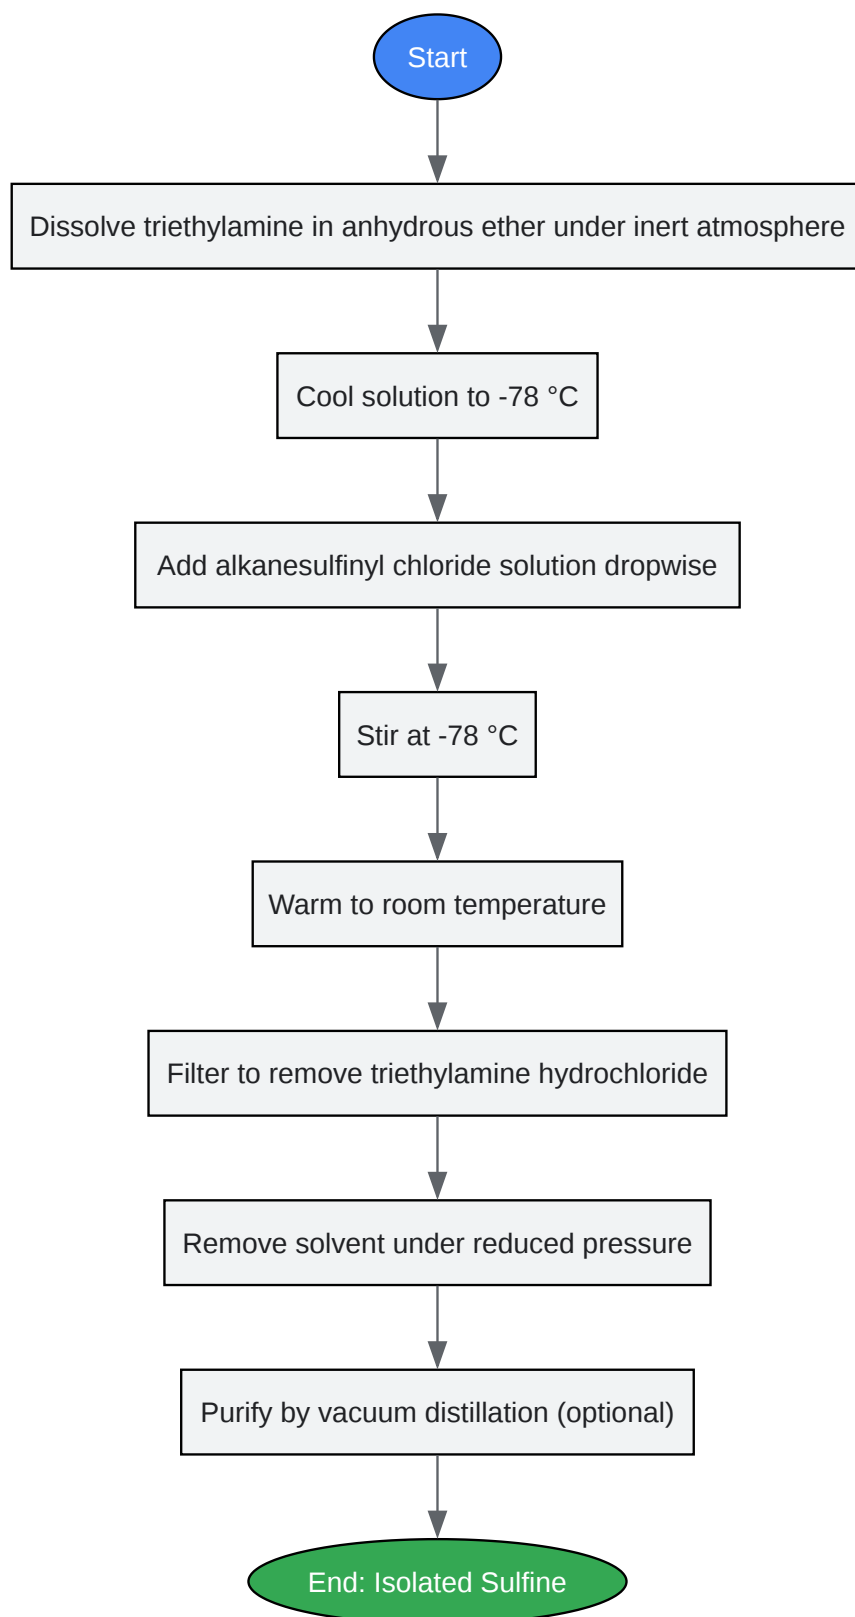 Start
Dissolve triethylamine in anhydrous ether under inert atmosphere
Cool solution to -78 °C
Add alkanesulfinyl chloride solution dropwise
Stir at -78 °C
Warm to room temperature
Filter to remove triethylamine hydrochloride
Remove solvent under reduced pressure
Purify by vacuum distillation (optional)
End: Isolated Sulfine